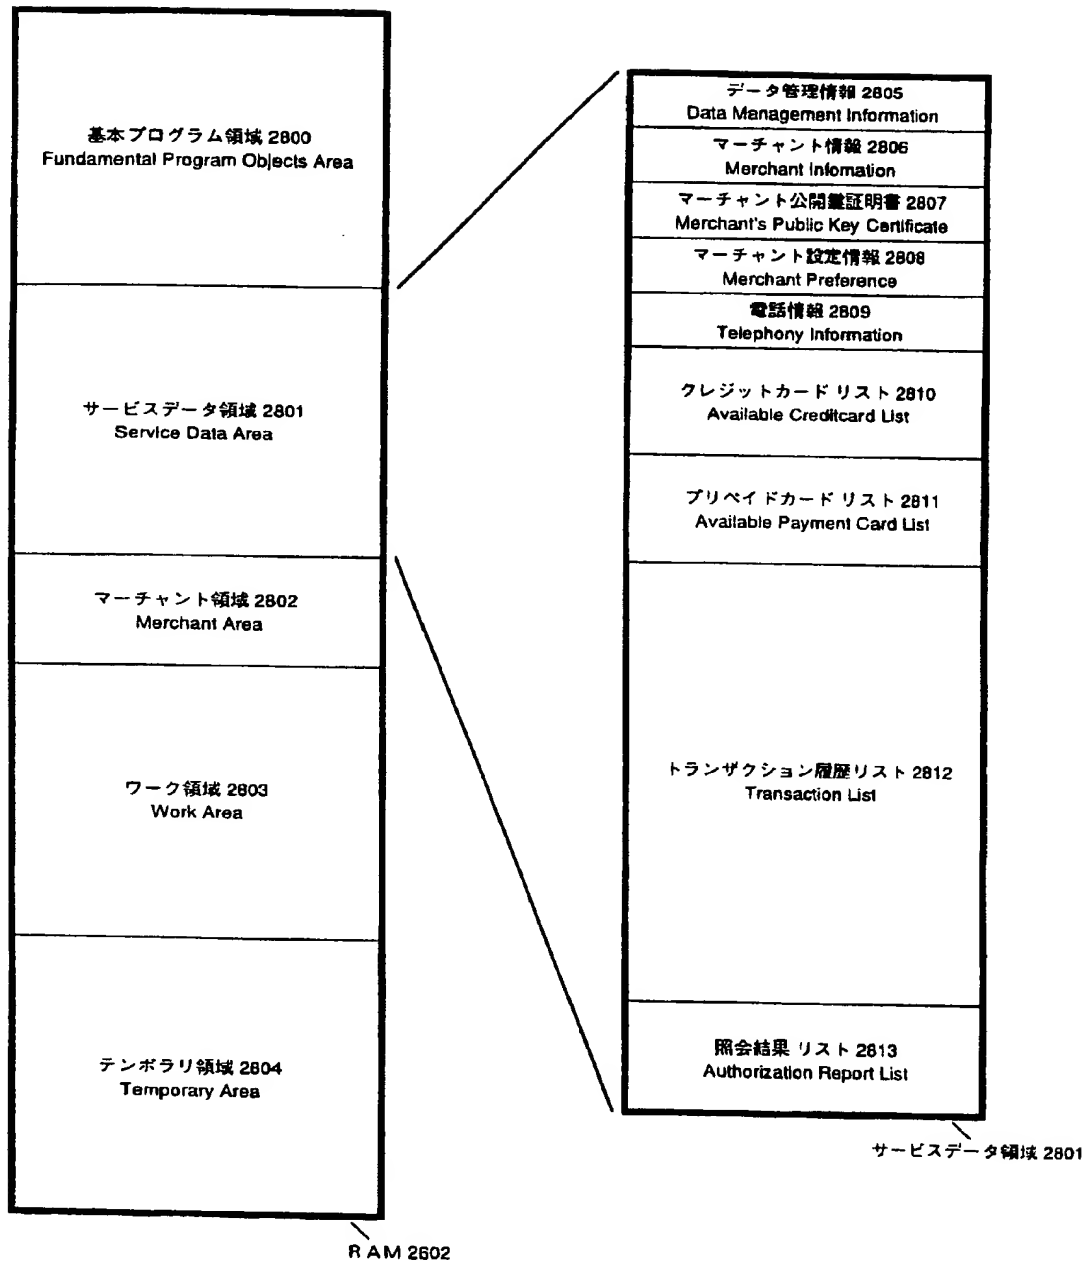 基本プログラム領域 2800
Fundamental Program Objects Area
サービスデータ領域 2801
Service Data Area
マーチャント領域 2802
Merchant Area
ワーク領域 2803
Work Area
テンポラリ領域 2804
Temporary Area
RAM 2602
データ管理情報 2805
Data Management Information
マーチャント情報 2806
Merchant Infomation
マーチャント公開鍵証明書 2807
Merchant's Public Key Certificate
マーチャント設定情報 2808
Merchant Preference
電話情報 2809
Telephony Information
クレジットカード リスト 2810
Available Creditcard List
プリペイドカード リスト 2811
Available Payment Card List
トランザクション履歴リスト 2812
Transaction List
照会結果 リスト 2813
Authorization Report List
サービスデータ領域 2801